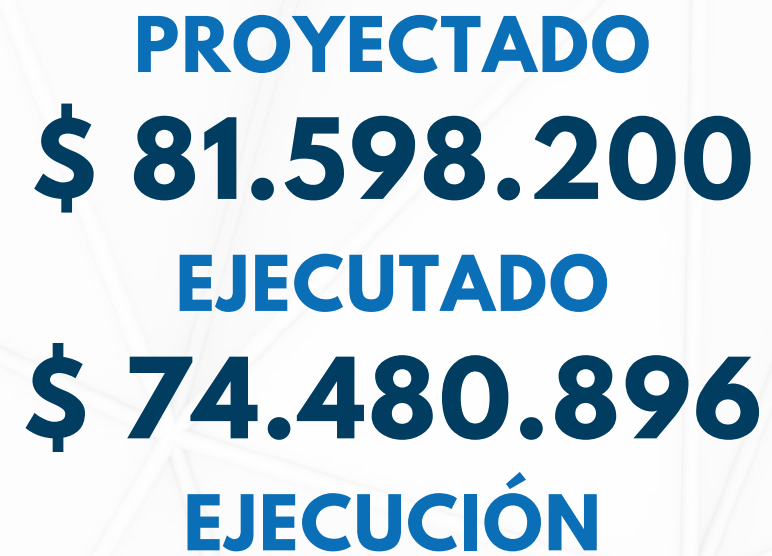 PROYECTADO
$ 81.598.200
EJECUTADO
$ 74.480.896
EJECUCIÓN